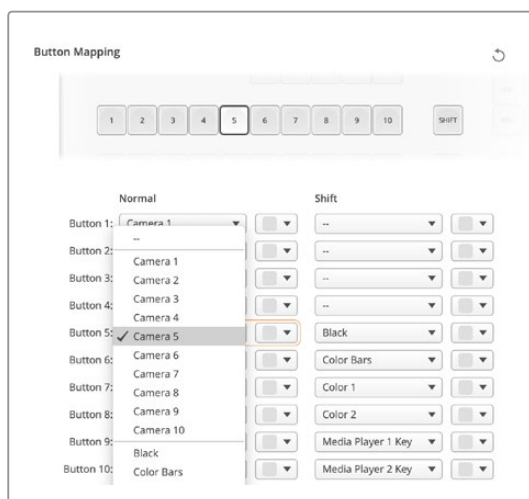 Button Mapping
1 2 3 4 5 6 7 8 9 10 SHIFT
Normal Shift
Button 1: Camera 1 --
--
Button 2: --
Camera 1
Button 3: Camera 2 --
Camera 3
Button 4: --
Camera 4
Button 5: Camera 5 Black
Button 6: Camera 6 Color Bars
Camera 7
Button 7: Color 1
Camera 8
Button 8: Camera 9 Color 2
Camera 10
Button 9: Media Player 1 Key
Black
Button 10: Color Bars Media Player 2 Key